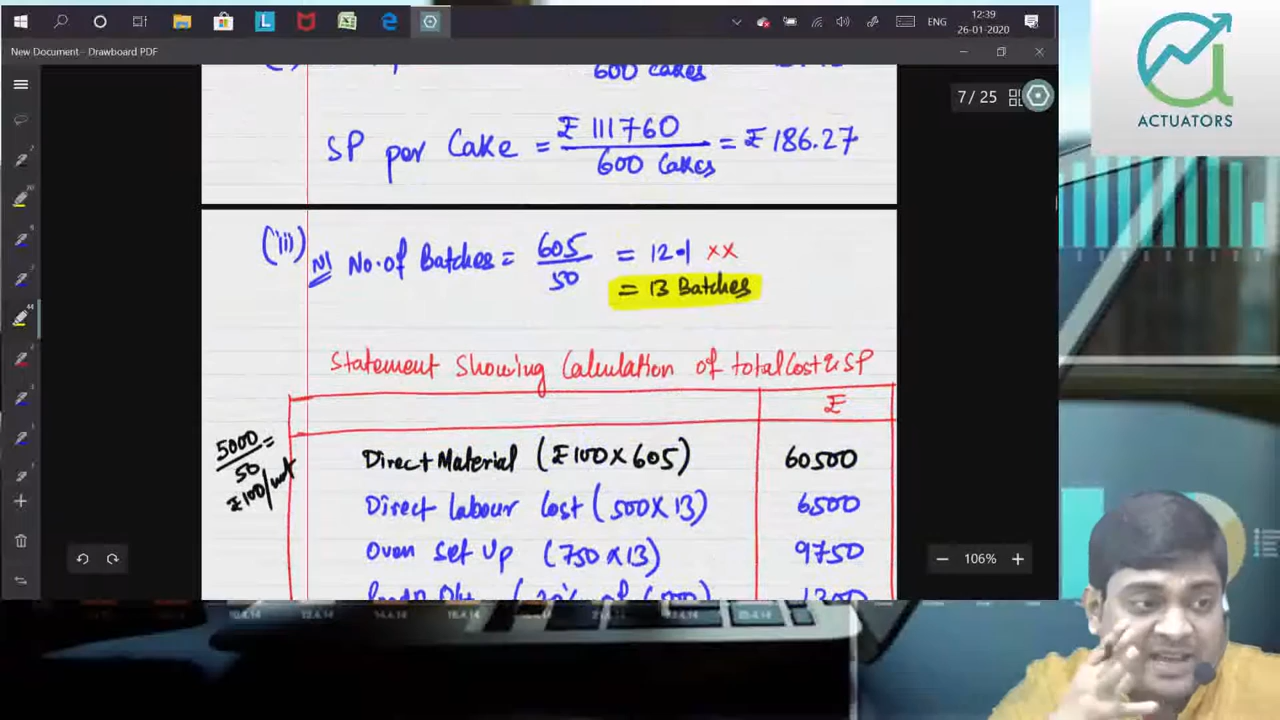 12:39
ENG
26-01-2020
New Document - Drawboard PDF
7 / 25
ACTUATORS
600 Cakes
SP per Cake = ₹ 111760 / 600 Cakes = ₹ 186.27
(ii) N1 No. of Batches = 605 / 50 = 12.1 xx
= 13 Batches
Statement Showing Calculation of total Cost & SP
₹
5000 / 50 = ₹100/unit
Direct Material (₹100 x 605) 60500
Direct labour Cost (500 x 13) 6500
Oven Set Up (750 x 13) 9750
106%